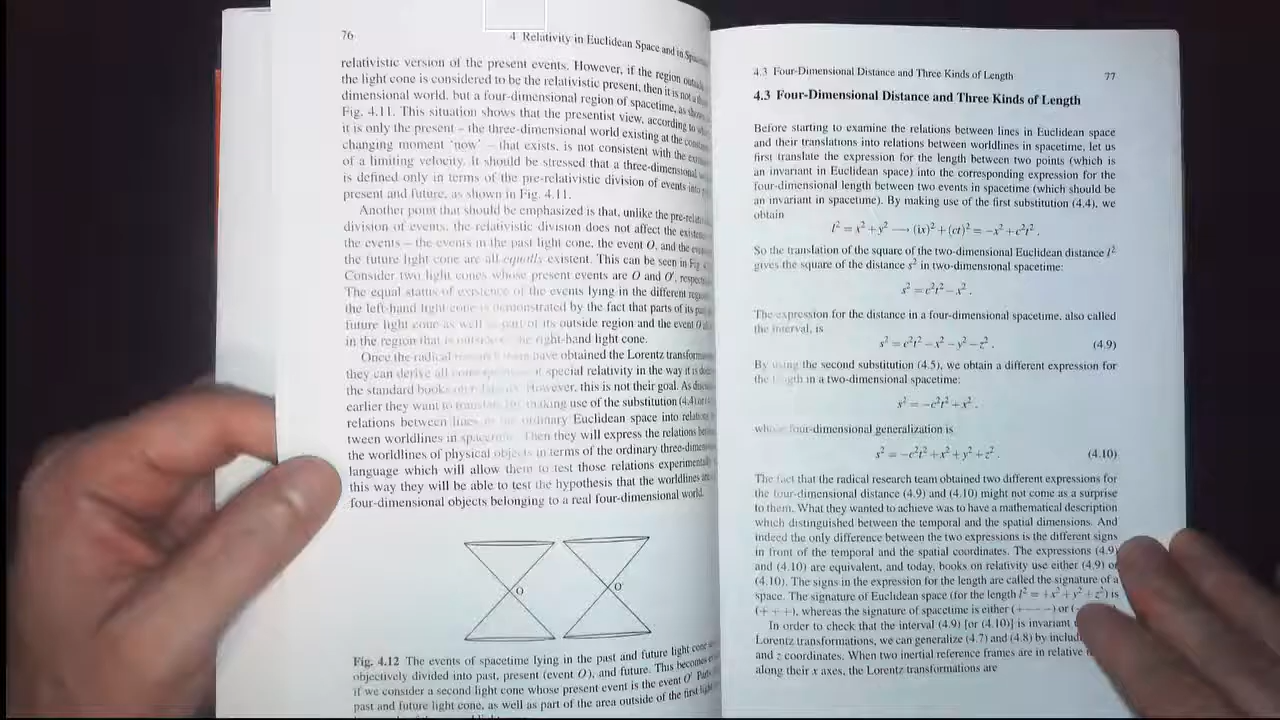 76
4 Relativity in Euclidean Space and in
relativistic version of the present events. However, if the region
the light cone is considered to be the relativistic present, then it is not a
dimensional world, but a four-dimensional region of spacetime, as
Fig. 4.11. This situation shows that the presentist view, according to
it is only the present – the three-dimensional world existing at the
changing moment ‘now’ – that exists, is not consistent with the
of a limiting velocity. It should be stressed that a three-dimensional
is defined only in terms of the pre-relativistic division of events into
present and future, as shown in Fig. 4.11.
Another point that should be emphasized is that, unlike the
division of events, the relativistic division does not affect the
the events – the events in the past light cone, the event O, and the
the future light cone are all equally existent. This can be seen in Fig.
Consider two light cones whose present events are O and O′,
The equal status of existence of the events lying in the different
the left-hand light cone is demonstrated by the fact that parts of its
future light cone as well as part of its outside region and the event O
in the region that is outside the right-hand light cone.
Once the radical research team have obtained the Lorentz
they can derive all of special relativity in the way it is
the standard books However, this is not their goal. As
earlier they want to translate making use of the substitution
relations between lines in ordinary Euclidean space into
tween worldlines in spacetime. Then they will express the relations
the worldlines of physical objects in terms of the ordinary
language which will allow them to test those relations
this way they will be able to test the hypothesis that the worldlines are
four-dimensional objects belonging to a real four-dimensional world.
O O′
Fig. 4.12 The events of spacetime lying in the past and future light cone
objectively divided into past, present (event O), and future. This becomes
if we consider a second light cone whose present event is the event O′.
past and future light cone, as well as part of the area outside of the first light
4.3 Four-Dimensional Distance and Three Kinds of Length 77
4.3 Four-Dimensional Distance and Three Kinds of Length
Before starting to examine the relations between lines in Euclidean space
and their translations into relations between worldlines in spacetime, let us
first translate the expression for the length between two points (which is
an invariant in Euclidean space) into the corresponding expression for the
four-dimensional length between two events in spacetime (which should be
an invariant in spacetime). By making use of the first substitution (4.4), we
obtain
l² = x² + y² ⟶ (ix)² + (ct)² = −x² + c²t² .
So the translation of the square of the two-dimensional Euclidean distance l²
gives the square of the distance s² in two-dimensional spacetime:
s² = c²t² − x² .
The expression for the distance in a four-dimensional spacetime, also called
the interval, is
s² = c²t² − x² − y² − z² . (4.9)
By using the second substitution (4.5), we obtain a different expression for
the length in a two-dimensional spacetime:
s² = −c²t² + x² .
whose four-dimensional generalization is
s² = −c²t² + x² + y² + z² . (4.10)
The fact that the radical research team obtained two different expressions for
the four-dimensional distance (4.9) and (4.10) might not come as a surprise
to them. What they wanted to achieve was to have a mathematical description
which distinguished between the temporal and the spatial dimensions. And
indeed the only difference between the two expressions is the different signs
in front of the temporal and the spatial coordinates. The expressions (4.9)
and (4.10) are equivalent, and today, books on relativity use either (4.9) or
(4.10). The signs in the expression for the length are called the signature of a
space. The signature of Euclidean space (for the length l² = +x² + y² + z²) is
(+ + +), whereas the signature of spacetime is either (+ − − −) or (−
In order to check that the interval (4.9) [or (4.10)] is invariant
Lorentz transformations, we can generalize (4.7) and (4.8) by
and z coordinates. When two inertial reference frames are in relative
along their x axes, the Lorentz transformations are